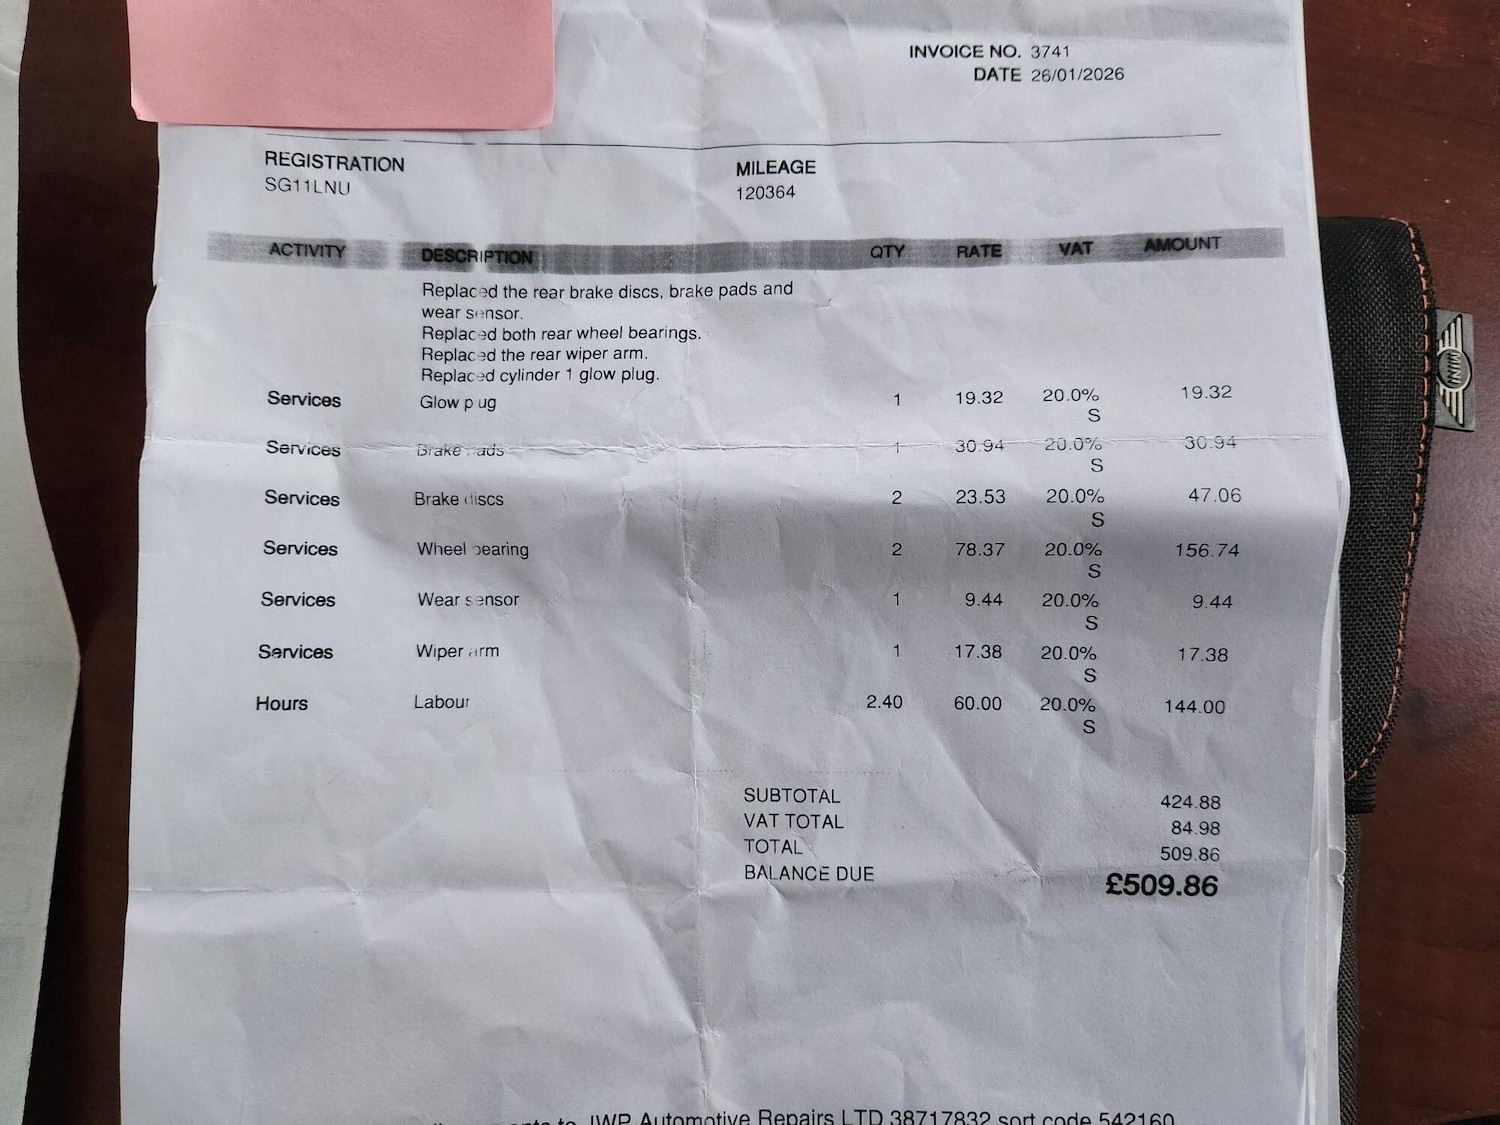 INVOICE NO. 3741
DATE 26/01/2026
REGISTRATION
SG11LNU
MILEAGE
120364
ACTIVITY DESCRIPTION QTY RATE VAT AMOUNT
Replaced the rear brake discs, brake pads and
wear sensor.
Replaced both rear wheel bearings.
Replaced the rear wiper arm.
Replaced cylinder 1 glow plug.
Services Glow plug 1 19.32 20.0% 19.32
S
Services Brake pads 1 30.94 20.0% 30.94
S
Services Brake discs 2 23.53 20.0% 47.06
S
Services Wheel bearing 2 78.37 20.0% 156.74
S
Services Wear sensor 1 9.44 20.0% 9.44
S
Services Wiper arm 1 17.38 20.0% 17.38
S
Hours Labour 2.40 60.00 20.0% 144.00
S
SUBTOTAL 424.88
VAT TOTAL 84.98
TOTAL 509.86
BALANCE DUE £509.86
to JWP Automotive Repairs LTD 38717832 sort code 542160
MINI